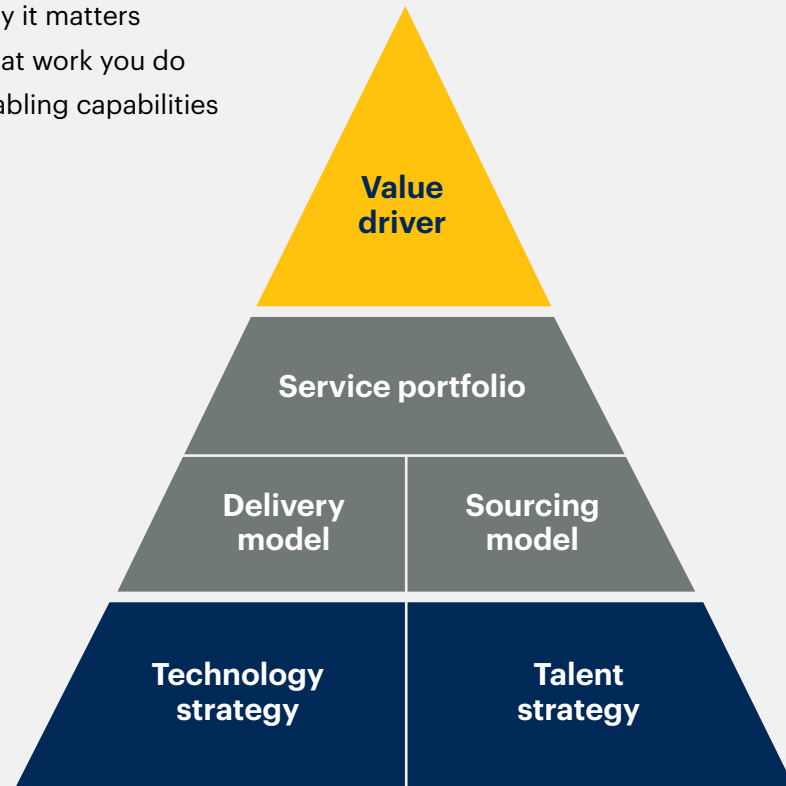 y it matters
at work you do
abling capabilities
Value
driver
Service portfolio
Delivery
model
Sourcing
model
Technology
strategy
Talent
strategy